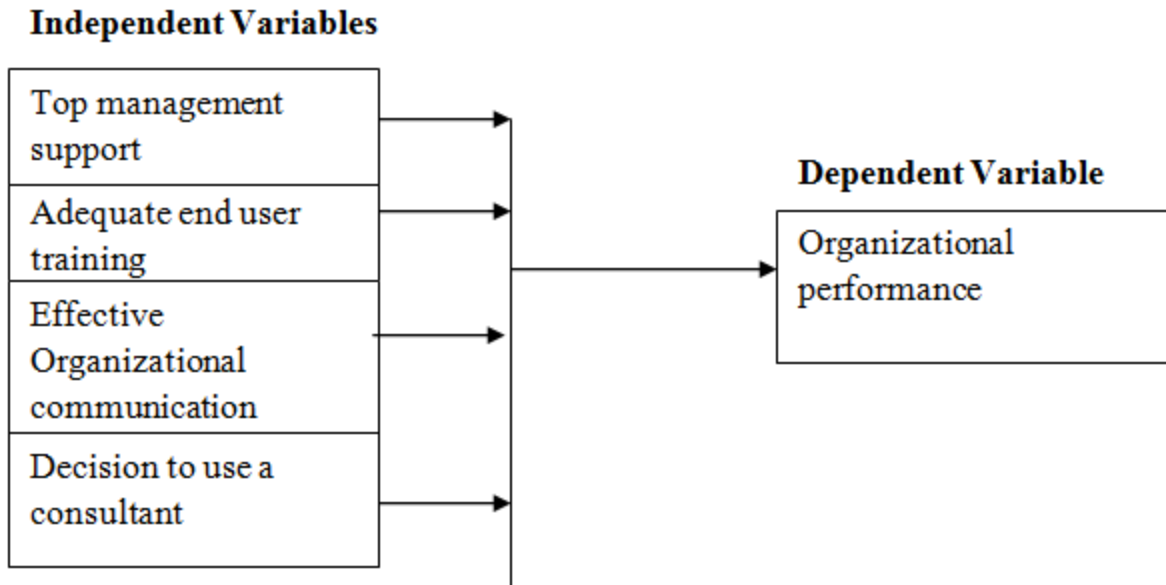 Independent Variables
Top management
support
Adequate end user
training
Effective
Organizational
communication
Decision to use a
consultant
Dependent Variable
Organizational
performance